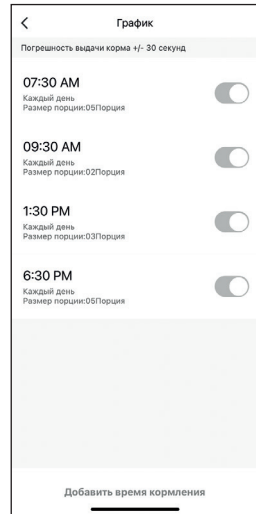 График
Погрешность выдачи корма +/- 30 секунд
07:30 AM
Каждый день
Размер порции:05Порция
09:30 AM
Каждый день
Размер порции:02Порция
1:30 PM
Каждый день
Размер порции:03Порция
6:30 PM
Каждый день
Размер порции:05Порция
Добавить время кормления